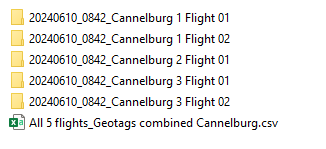 20240610_0842_Cannelburg 1 Flight 01
20240610_0842_Cannelburg 1 Flight 02
20240610_0842_Cannelburg 2 Flight 01
20240610_0842_Cannelburg 3 Flight 01
20240610_0842_Cannelburg 3 Flight 02
All 5 flights_Geotags combined Cannelburg.csv